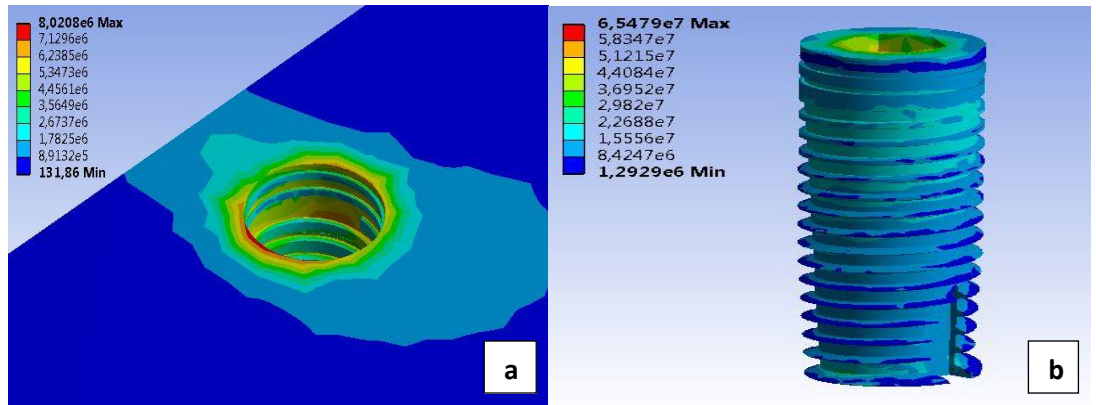 8,0208e6 Max
7,1296e6
6,2385e6
5,3473e6
4,4561e6
3,5649e6
2,6737e6
1,7825e6
8,9132e5
131,86 Min
a
6,5479e7 Max
5,8347e7
5,1215e7
4,4084e7
3,6952e7
2,982e7
2,2688e7
1,5556e7
8,4247e6
1,2929e6 Min
b